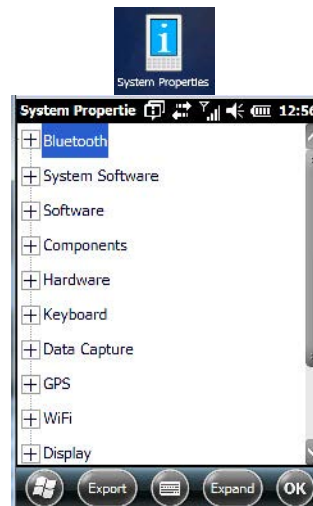 System Properties
System Propertie 12:56
Bluetooth
System Software
Software
Components
Hardware
Keyboard
Data Capture
GPS
WiFi
Display
Export Expand OK